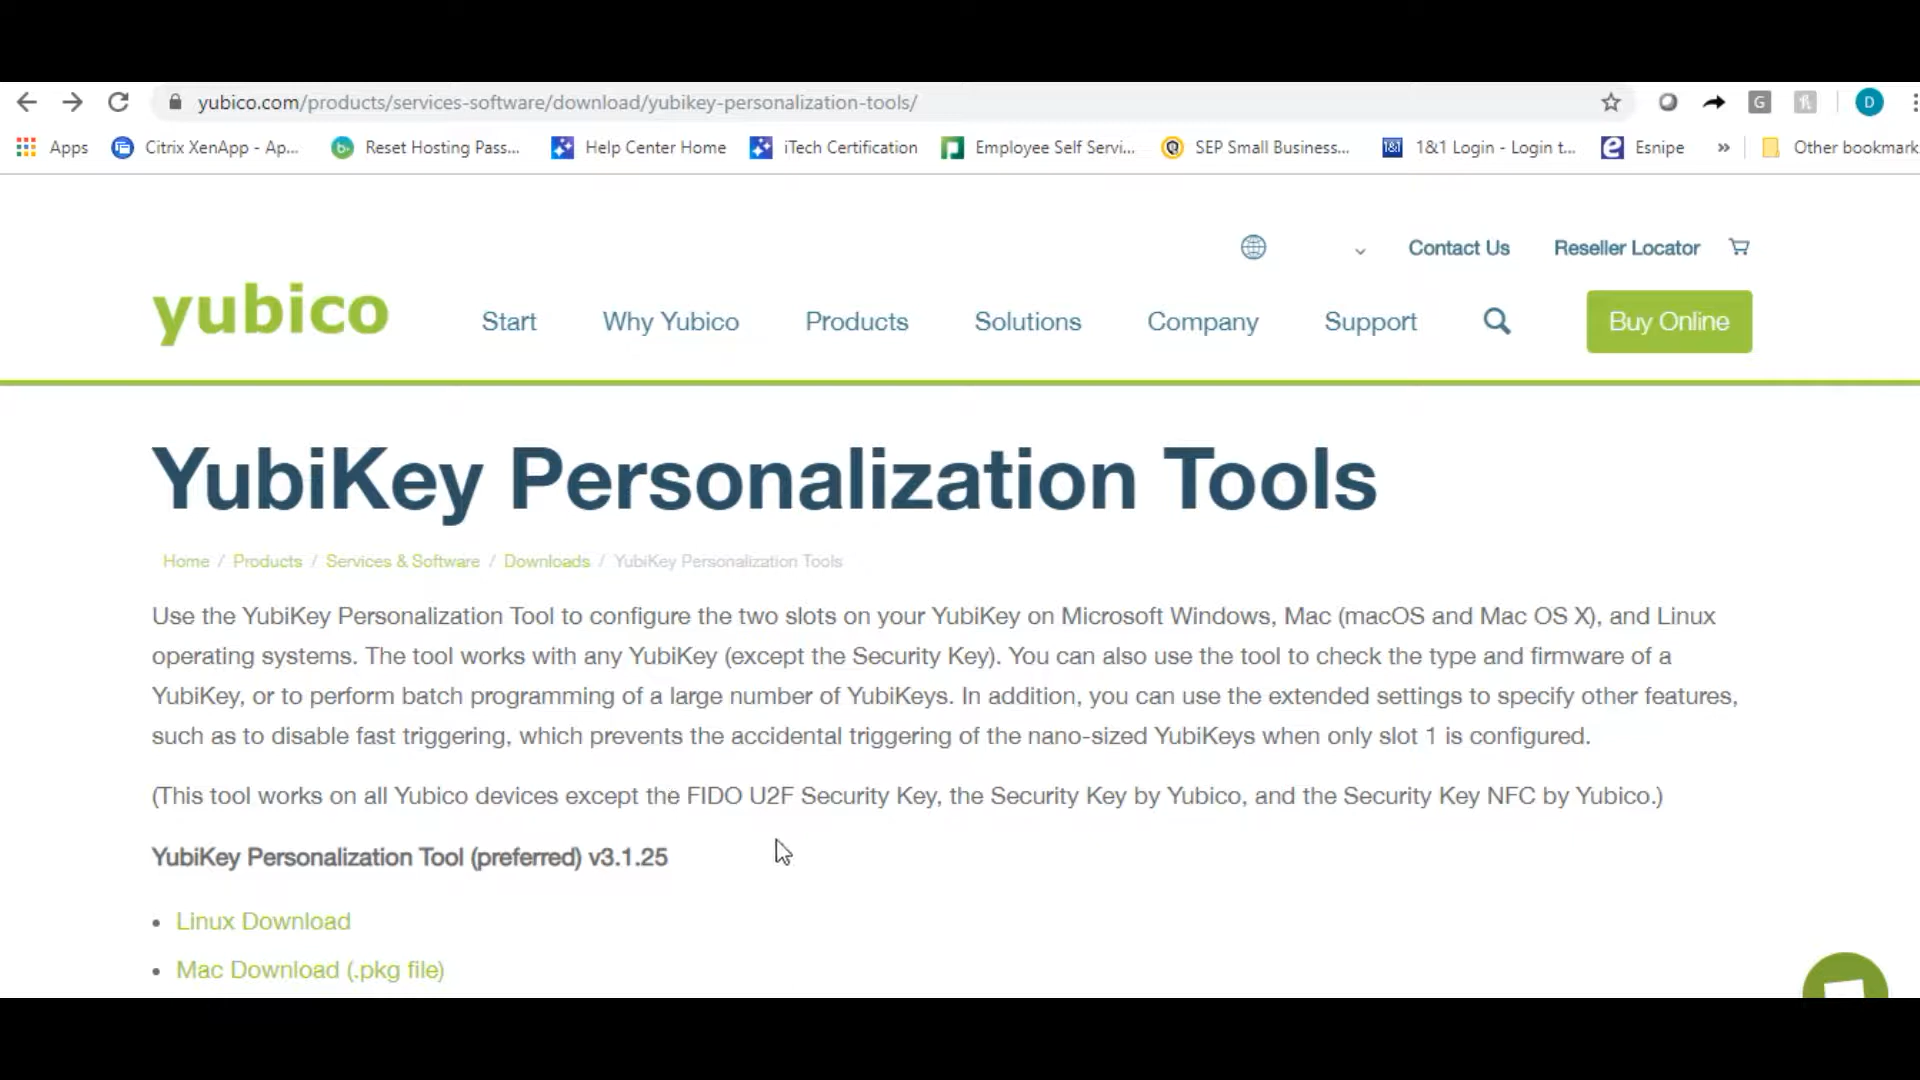 yubico.com/products/services-software/download/yubikey-personalization-tools/
G D
Apps Citrix XenApp - Ap... Reset Hosting Pass... Help Center Home iTech Certification Employee Self Servi... SEP Small Business... 1&1 1&1 Login - Login t... Esnipe » Other bookmark
Contact Us Reseller Locator
yubico Start Why Yubico Products Solutions Company Support Buy Online
YubiKey Personalization Tools
Home / Products / Services & Software / Downloads / YubiKey Personalization Tools
Use the YubiKey Personalization Tool to configure the two slots on your YubiKey on Microsoft Windows, Mac (macOS and Mac OS X), and Linux
operating systems. The tool works with any YubiKey (except the Security Key). You can also use the tool to check the type and firmware of a
YubiKey, or to perform batch programming of a large number of YubiKeys. In addition, you can use the extended settings to specify other features,
such as to disable fast triggering, which prevents the accidental triggering of the nano-sized YubiKeys when only slot 1 is configured.
(This tool works on all Yubico devices except the FIDO U2F Security Key, the Security Key by Yubico, and the Security Key NFC by Yubico.)
YubiKey Personalization Tool (preferred) v3.1.25
• Linux Download
• Mac Download (.pkg file)